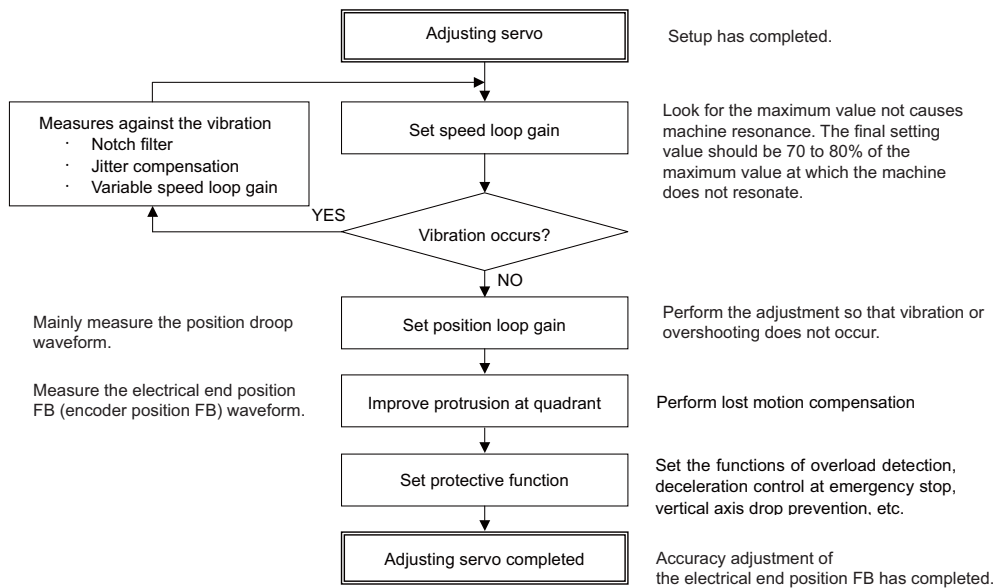 Adjusting servo
Setup has completed.
Measures against the vibration
· Notch filter
· Jitter compensation
· Variable speed loop gain
Set speed loop gain
Look for the maximum value not causes
machine resonance. The final setting
value should be 70 to 80% of the
maximum value at which the machine
does not resonate.
YES
Vibration occurs?
NO
Mainly measure the position droop
waveform.
Set position loop gain
Perform the adjustment so that vibration or
overshooting does not occur.
Measure the electrical end position
FB (encoder position FB) waveform.
Improve protrusion at quadrant
Perform lost motion compensation
Set protective function
Set the functions of overload detection,
deceleration control at emergency stop,
vertical axis drop prevention, etc.
Adjusting servo completed
Accuracy adjustment of
the electrical end position FB has completed.